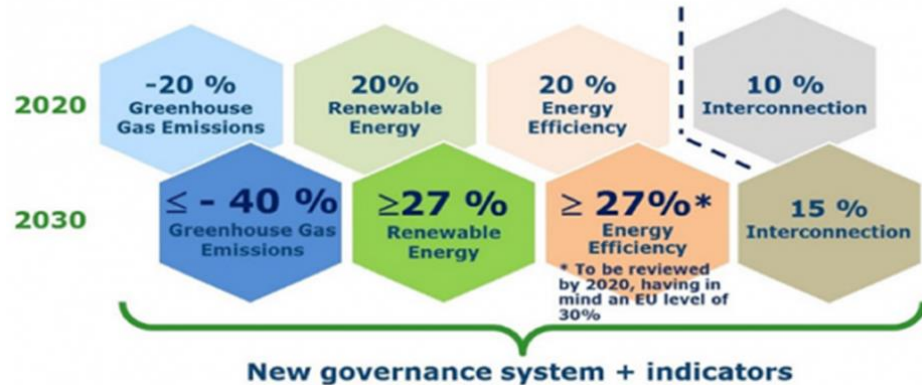 2020
-20 %
Greenhouse
Gas Emissions
20%
Renewable
Energy
20 %
Energy
Efficiency
10 %
Interconnection
2030
≤ - 40 %
Greenhouse Gas
Emissions
≥27 %
Renewable
Energy
≥ 27%*
Energy
Efficiency
* To be reviewed
by 2020, having in
mind an EU level of
30%
15 %
Interconnection
New governance system + indicators